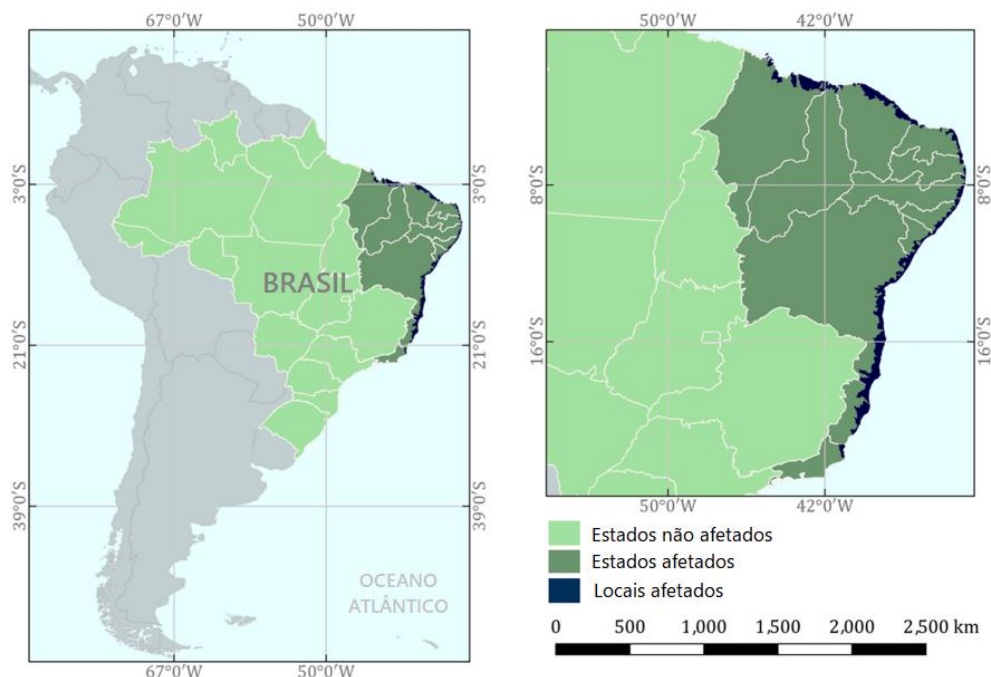 67°0'W 50°0'W
3°0'S
21°0'S
39°0'S
BRASIL
3°0'S
21°0'S
39°0'S
OCEANO
ATLÂNTICO
67°0'W 50°0'W
50°0'W 42°0'W
8°0'S
16°0'S
8°0'S
16°0'S
50°0'W 42°0'W
Estados não afetados
Estados afetados
Locais afetados
0 500 1,000 1,500 2,000 2,500 km